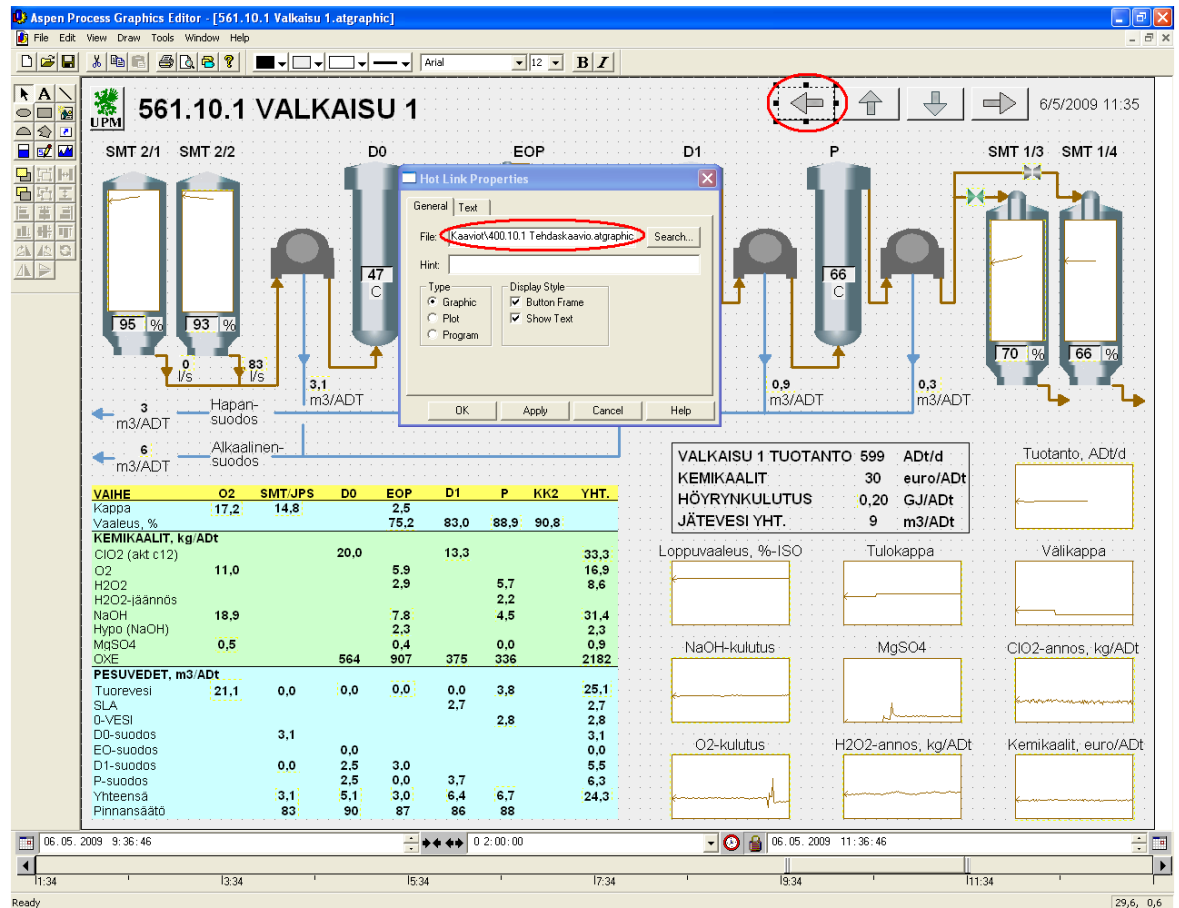 Aspen Process Graphics Editor - [561.10.1 Valkaisu 1.atgraphic]
File Edit View Draw Tools Window Help
Arial 12 B I
A
UPM 561.10.1 VALKAISU 1 6/5/2009 11:35
SMT 2/1 SMT 2/2 D0 EOP D1 P SMT 1/3 SMT 1/4
Hot Link Properties
General Text
File: Kaaviot\400.10.1 Tehdaskaavio.atgraphic Search...
Hint:
Type Display Style
Graphic Button Frame
Plot Show Text
Program
OK Apply Cancel Help
47
C
66
C
95 % 93 % 70 % 66 %
0 83
l/s l/s
3,1 0,9 0,3
m3/ADT m3/ADT m3/ADT
3 Hapan-
m3/ADT suodos
6 Alkaalinen-
m3/ADT suodos
VALKAISU 1 TUOTANTO 599 ADt/d
KEMIKAALIT 30 euro/ADt
HÖYRYNKULUTUS 0,20 GJ/ADt
JÄTEVESI YHT. 9 m3/ADt
Tuotanto, ADt/d
VAIHE O2 SMT/JPS D0 EOP D1 P KK2 YHT.
Kappa 17,2 14,8 2,5
Vaaleus, % 75,2 83,0 88,9 90,8
KEMIKAALIT, kg/ADt
ClO2 (akt c12) 20,0 13,3 33,3
O2 11,0 5.9 16,9
H2O2 2,9 5,7 8,6
H2O2-jäännös 2,2
NaOH 18,9 7.8 4,5 31,4
Hypo (NaOH) 2,3 2,3
MgSO4 0,5 0,4 0,0 0,9
OXE 564 907 375 336 2182
PESUVEDET, m3/ADt
Tuorevesi 21,1 0,0 0,0 0,0 0.0 3,8 25,1
SLA 2,7 2,7
0-VESI 2,8 2,8
D0-suodos 3,1 3,1
EO-suodos 0,0 0,0
D1-suodos 0,0 2,5 3,0 5,5
P-suodos 2,5 0,0 3,7 6,3
Yhteensä 3,1 5,1 3,0 6,4 6,7 24,3
Pinnansäätö 83 90 87 86 88
Loppuvaaleus, %-ISO Tulokappa Välikappa
NaOH-kulutus MgSO4 ClO2-annos, kg/ADt
O2-kulutus H2O2-annos, kg/ADt Kemikaalit, euro/ADt
06.05.2009 9:36:46 0 2:00:00 06.05.2009 11:36:46
1:34 3:34 5:34 7:34 9:34 11:34
Ready 29,6, 0,6